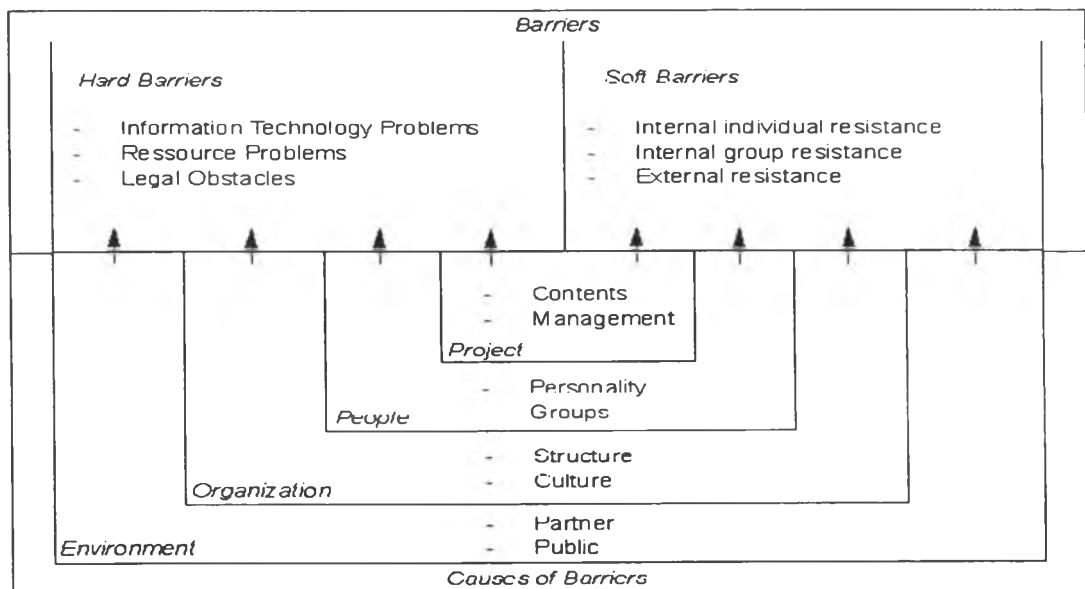 Barriers
Hard Barriers
- Information Technology Problems
- Ressource Problems
- Legal Obstacles
Soft Barriers
- Internal individual resistance
- Internal group resistance
- External resistance
- Contents
- Management
Project
- Personality
Groups
People
- Structure
- Culture
Organization
- Partner
- Public
Environment
Causes of Barriers